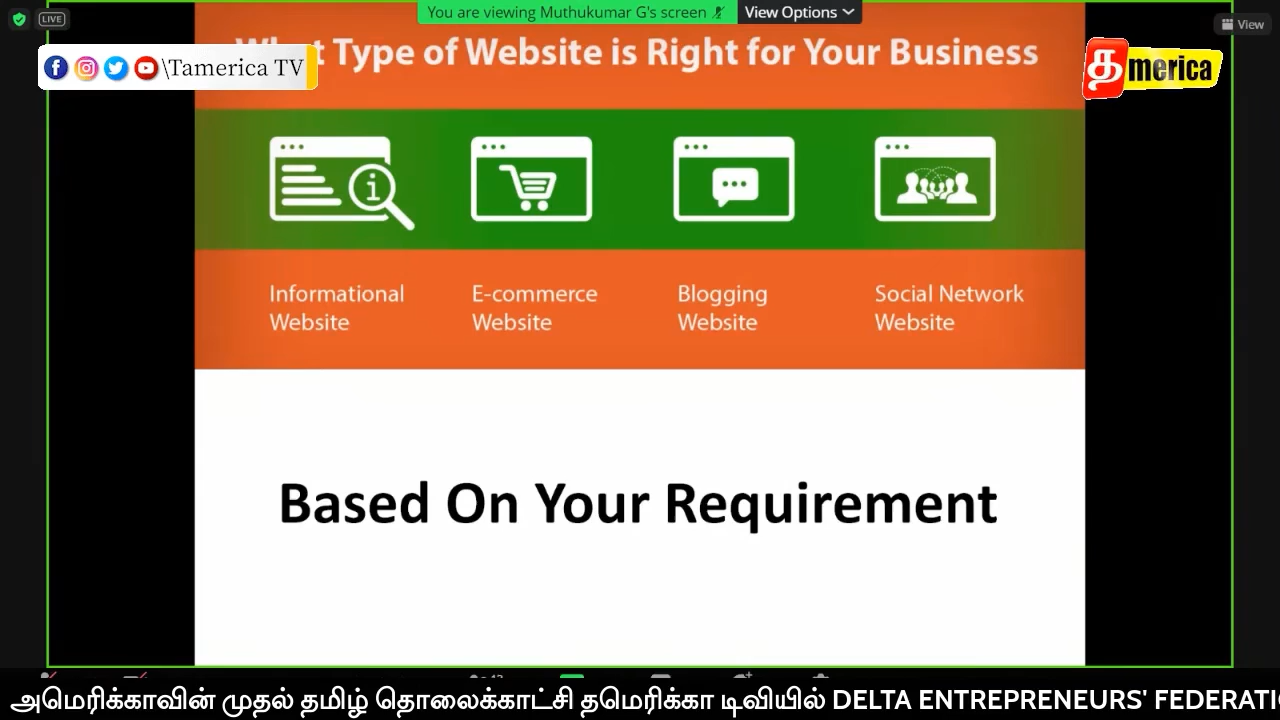 You are viewing Muthukumar G's screen
View Options
LIVE
View
What Type of Website is Right for Your Business
\Tamerica TV
தmerica
Informational Website
E-commerce Website
Blogging Website
Social Network Website
Based On Your Requirement
அமெரிக்காவின் முதல் தமிழ் தொலைக்காட்சி தமெரிக்கா டிவியில் DELTA ENTREPRENEURS' FEDERATI